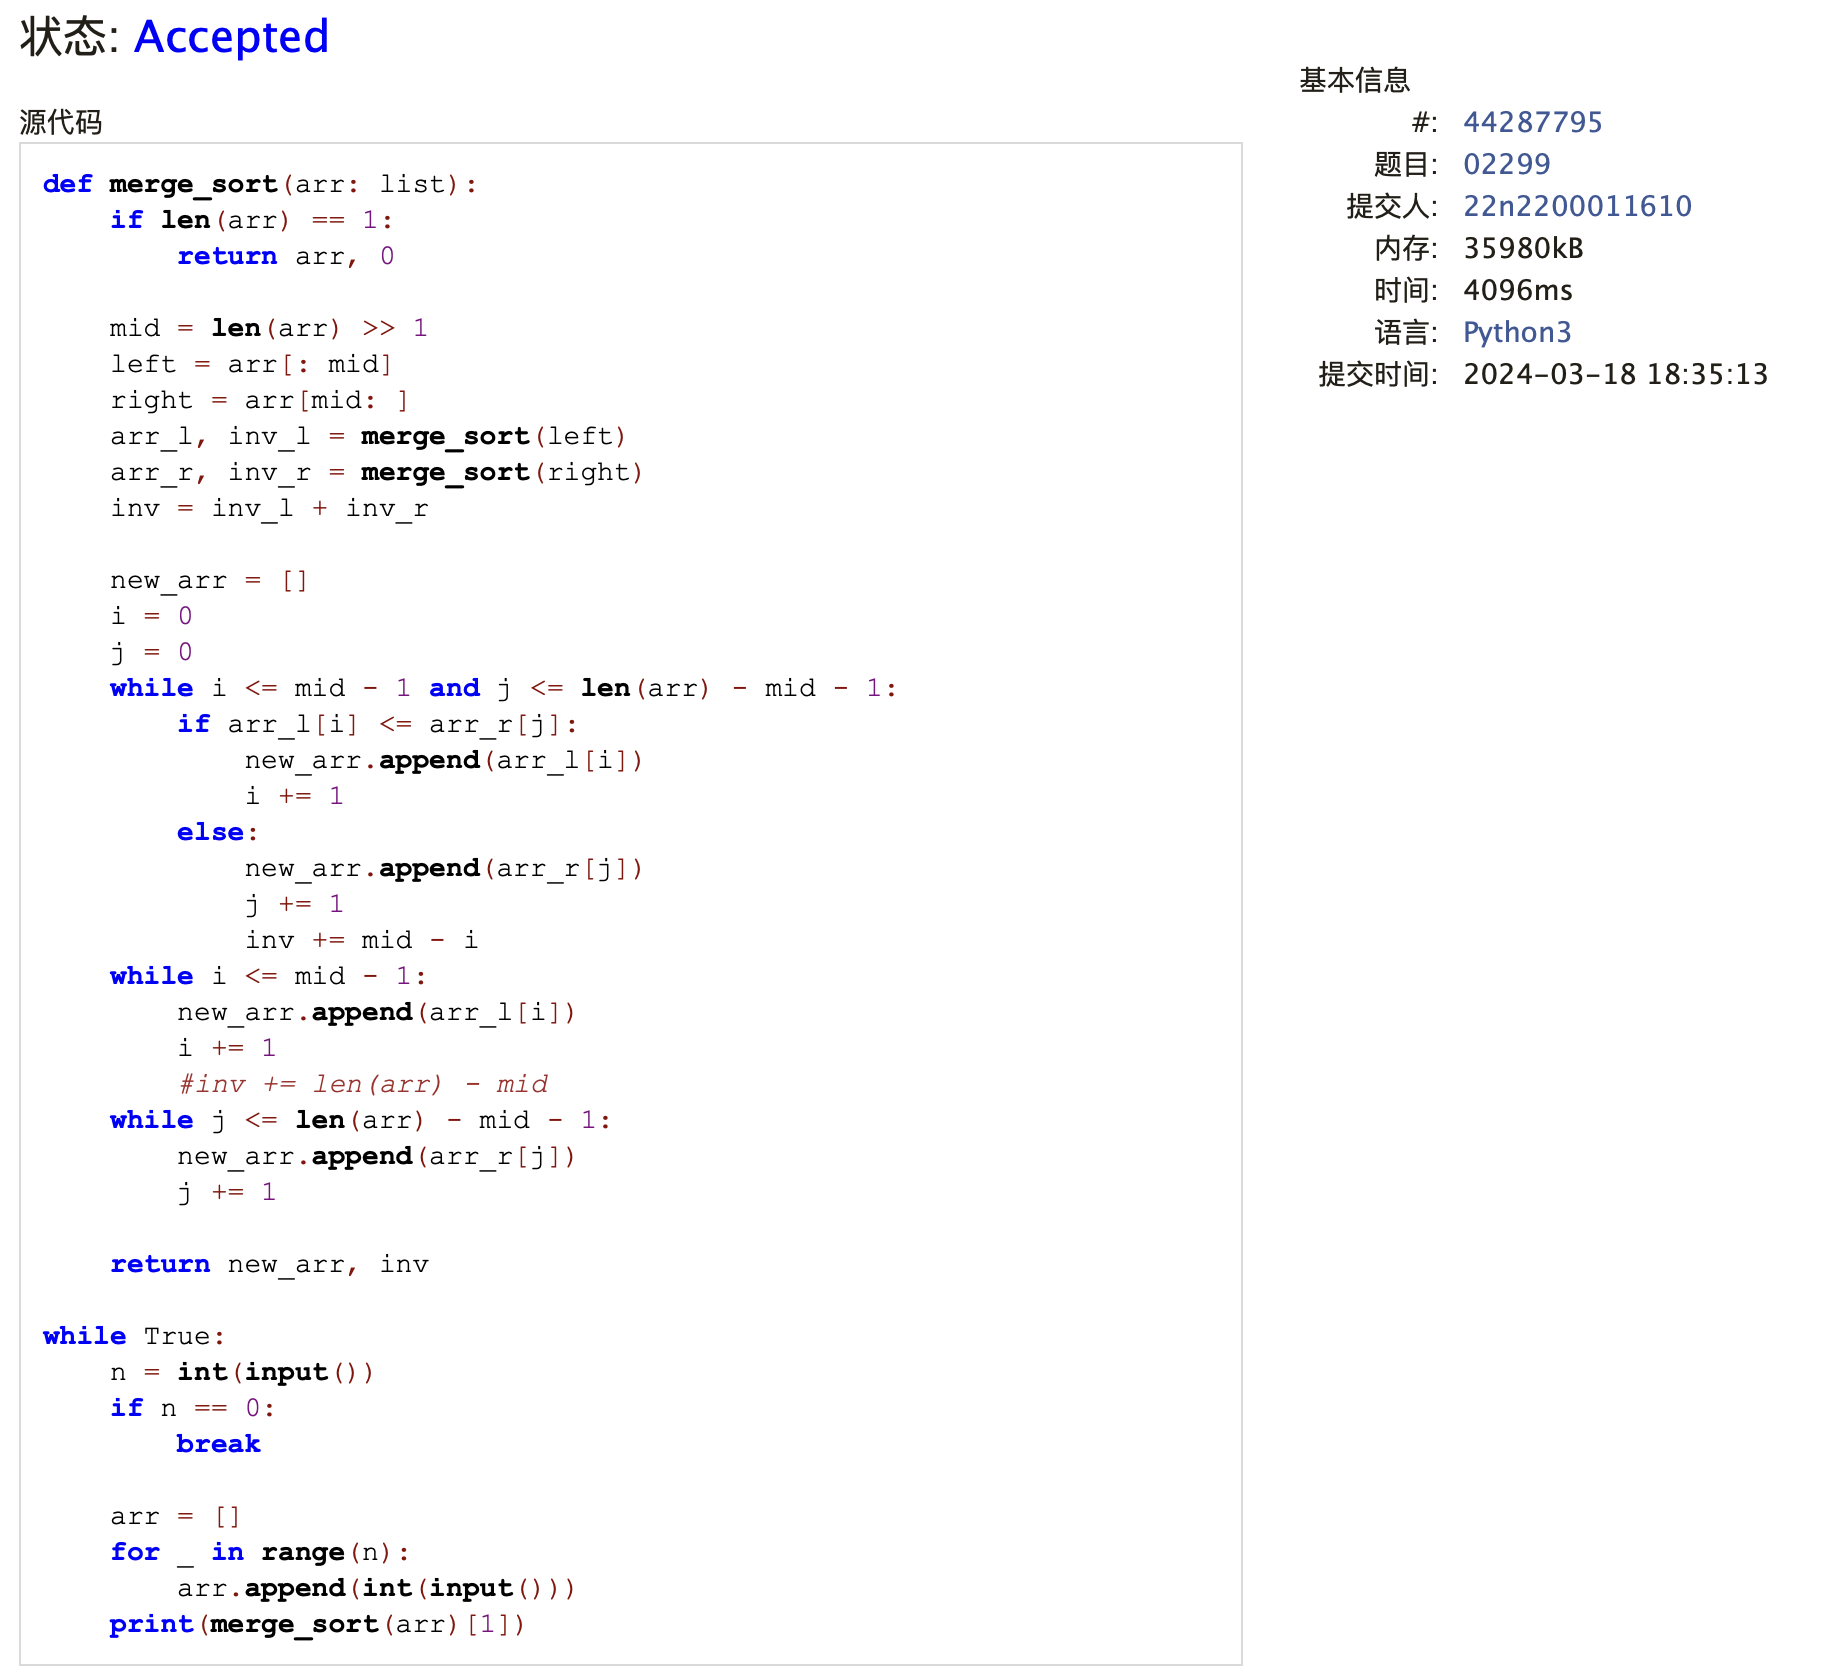 状态: Accepted
源代码
def merge_sort(arr: list):
    if len(arr) == 1:
        return arr, 0

    mid = len(arr) >> 1
    left = arr[: mid]
    right = arr[mid: ]
    arr_l, inv_l = merge_sort(left)
    arr_r, inv_r = merge_sort(right)
    inv = inv_l + inv_r

    new_arr = []
    i = 0
    j = 0
    while i <= mid - 1 and j <= len(arr) - mid - 1:
        if arr_l[i] <= arr_r[j]:
            new_arr.append(arr_l[i])
            i += 1
        else:
            new_arr.append(arr_r[j])
            j += 1
            inv += mid - i
    while i <= mid - 1:
        new_arr.append(arr_l[i])
        i += 1
        #inv += len(arr) - mid
    while j <= len(arr) - mid - 1:
        new_arr.append(arr_r[j])
        j += 1

    return new_arr, inv

while True:
    n = int(input())
    if n == 0:
        break

    arr = []
    for _ in range(n):
        arr.append(int(input()))
    print(merge_sort(arr)[1])
基本信息
#: 44287795
题目: 02299
提交人: 22n2200011610
内存: 35980kB
时间: 4096ms
语言: Python3
提交时间: 2024-03-18 18:35:13